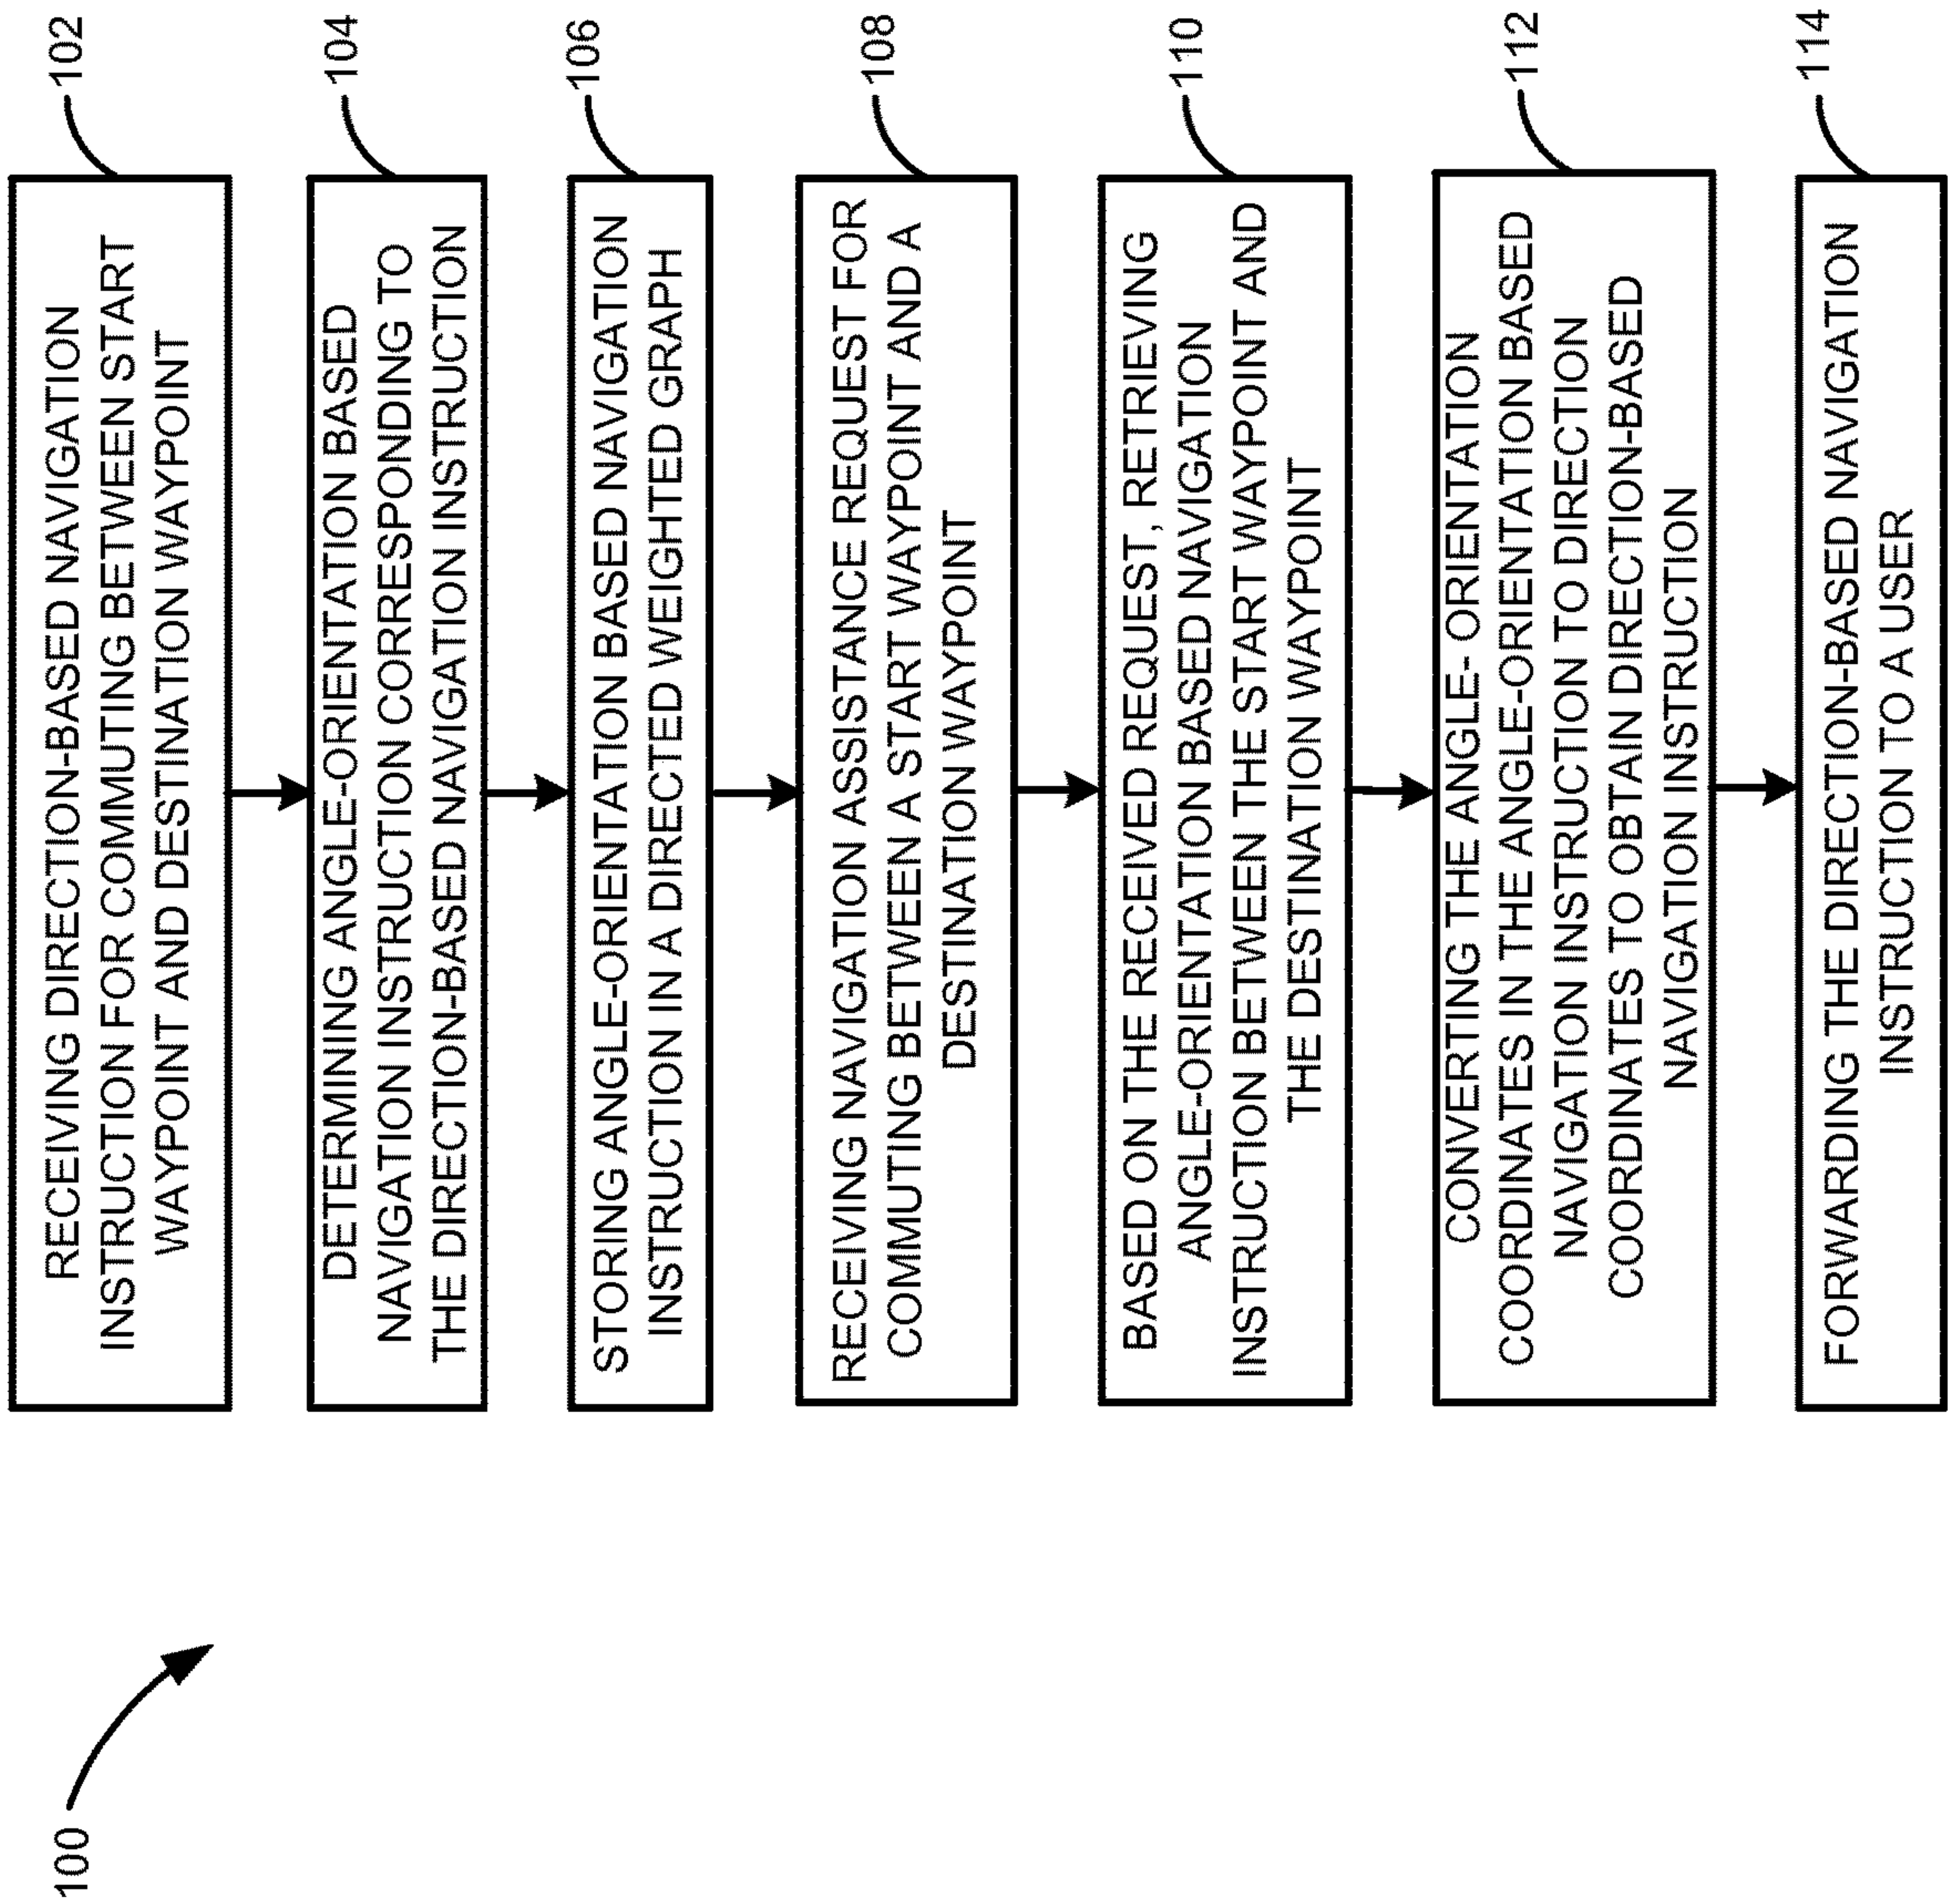 100
RECEIVING DIRECTION-BASED NAVIGATION
INSTRUCTION FOR COMMUTING BETWEEN START
WAYPOINT AND DESTINATION WAYPOINT
102
DETERMINING ANGLE-ORIENTATION BASED
NAVIGATION INSTRUCTION CORRESPONDING TO
THE DIRECTION-BASED NAVIGATION INSTRUCTION
104
STORING ANGLE-ORIENTATION BASED NAVIGATION
INSTRUCTION IN A DIRECTED WEIGHTED GRAPH
106
RECEIVING NAVIGATION ASSISTANCE REQUEST FOR
COMMUTING BETWEEN A START WAYPOINT AND A
DESTINATION WAYPOINT
108
BASED ON THE RECEIVED REQUEST, RETRIEVING
ANGLE-ORIENTATION BASED NAVIGATION
INSTRUCTION BETWEEN THE START WAYPOINT AND
THE DESTINATION WAYPOINT
110
CONVERTING THE ANGLE- ORIENTATION
COORDINATES IN THE ANGLE-ORIENTATION BASED
NAVIGATION INSTRUCTION TO DIRECTION
COORDINATES TO OBTAIN DIRECTION-BASED
NAVIGATION INSTRUCTION
112
FORWARDING THE DIRECTION-BASED NAVIGATION
INSTRUCTION TO A USER
114